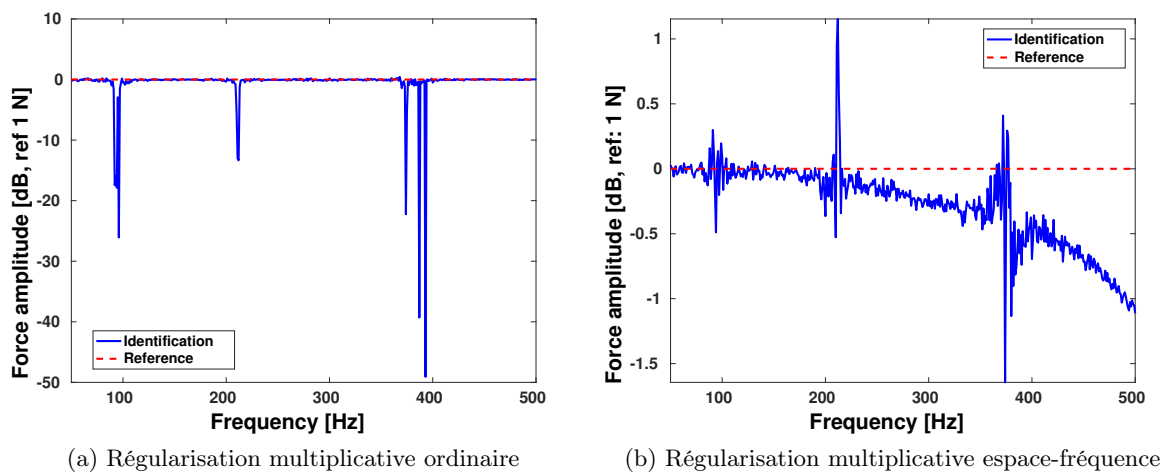 10
0
-10
-20
-30
-40
-50
100
200
300
400
500
Force amplitude [dB, ref 1 N]
Frequency [Hz]
Identification
Reference
(a) Régularisation multiplicative ordinaire
1
0.5
0
-0.5
-1
-1.5
100
200
300
400
500
Force amplitude [dB, ref: 1 N]
Frequency [Hz]
Identification
Reference
(b) Régularisation multiplicative espace-fréquence